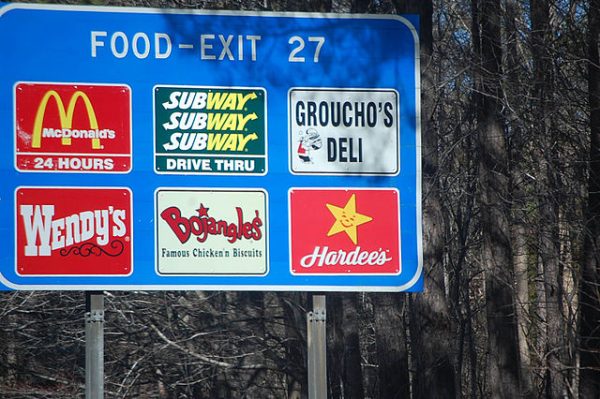 FOOD-EXIT 27
McDonald's
24 HOURS
SUBWAY
SUBWAY
SUBWAY
DRIVE THRU
GROUCHO'S
DELI
WENDY'S
Bojangles'
Famous Chicken'n Biscuits
Hardee's